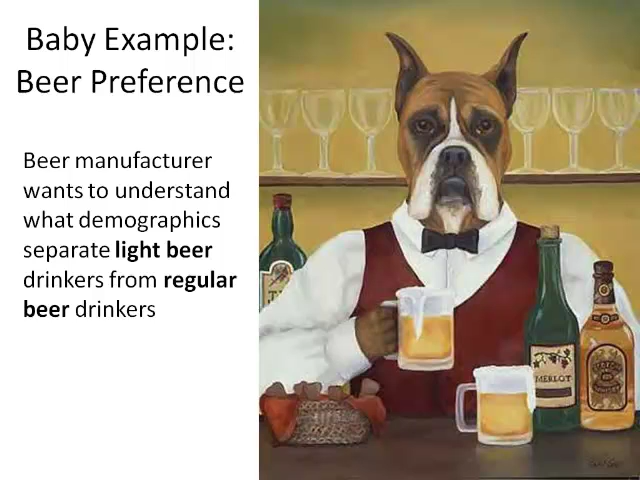 Baby Example:
Beer Preference
Beer manufacturer
wants to understand
what demographics
separate light beer
drinkers from regular
beer drinkers
MERLOT